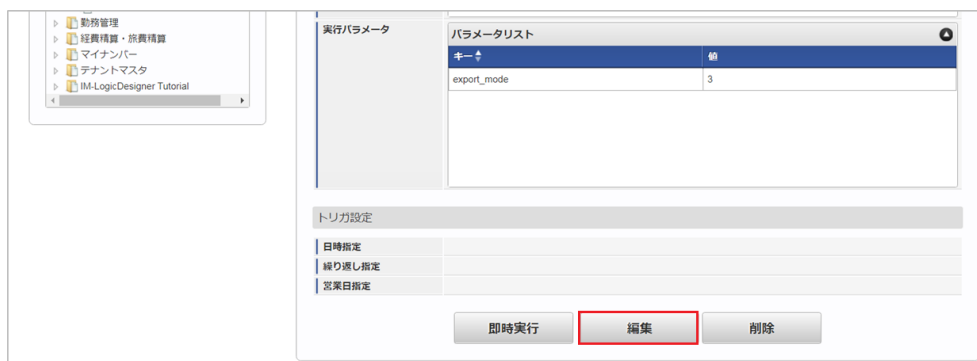 勤務管理
経費精算・旅費精算
マイナンバー
テナントマスタ
IM-LogicDesigner Tutorial
実行パラメータ
パラメータリスト
キー 値
export_mode 3
トリガ設定
日時指定
繰り返し指定
営業日指定
即時実行 編集 削除